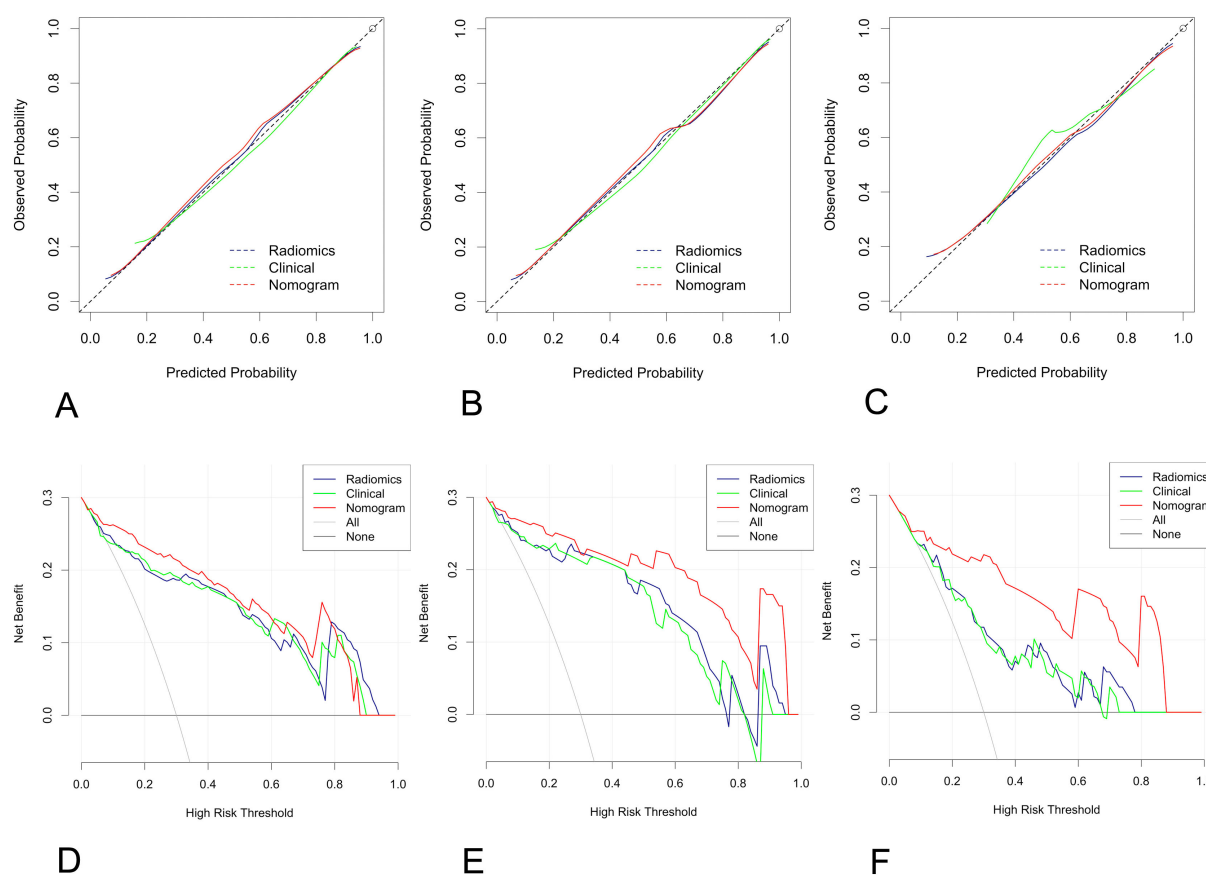 1.0
0.8
0.6
0.4
0.2
0.0
Observed Probability
Radiomics
Clinical
Nomogram
0.0 0.2 0.4 0.6 0.8 1.0
Predicted Probability
A
1.0
0.8
0.6
0.4
0.2
0.0
Observed Probability
Radiomics
Clinical
Nomogram
0.0 0.2 0.4 0.6 0.8 1.0
Predicted Probability
B
1.0
0.8
0.6
0.4
0.2
0.0
Observed Probability
Radiomics
Clinical
Nomogram
0.0 0.2 0.4 0.6 0.8 1.0
Predicted Probability
C
Radiomics
Clinical
Nomogram
All
None
0.3
0.2
0.1
0.0
Net Benefit
0.0 0.2 0.4 0.6 0.8 1.0
High Risk Threshold
D
Radiomics
Clinical
Nomogram
All
None
0.3
0.2
0.1
0.0
Net Benefit
0.0 0.2 0.4 0.6 0.8 1.0
High Risk Threshold
E
Radiomics
Clinical
Nomogram
All
None
0.3
0.2
0.1
0.0
Net Benefit
0.0 0.2 0.4 0.6 0.8 1.0
High Risk Threshold
F